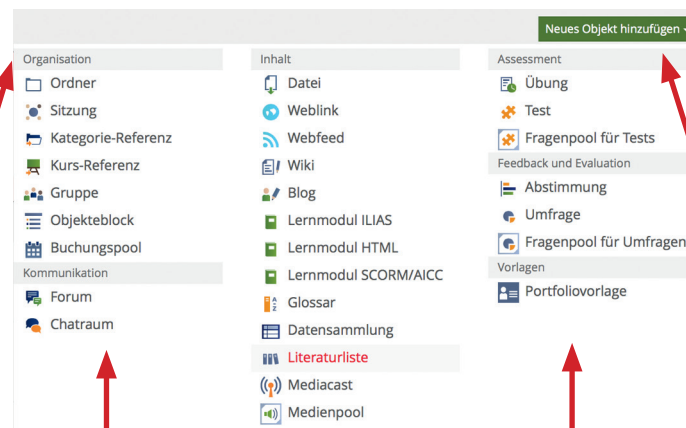 Neues Objekt hinzufügen
Organisation
Ordner
Sitzung
Kategorie-Referenz
Kurs-Referenz
Gruppe
Objekteblock
Buchungspool
Kommunikation
Forum
Chatraum
Inhalt
Datei
Weblink
Webfeed
Wiki
Blog
Lernmodul ILIAS
Lernmodul HTML
Lernmodul SCORM/AICC
Glossar
Datensammlung
Literaturliste
Mediacast
Medienpool
Assessment
Übung
Test
Fragenpool für Tests
Feedback und Evaluation
Abstimmung
Umfrage
Fragenpool für Umfragen
Vorlagen
Portfoliovorlage